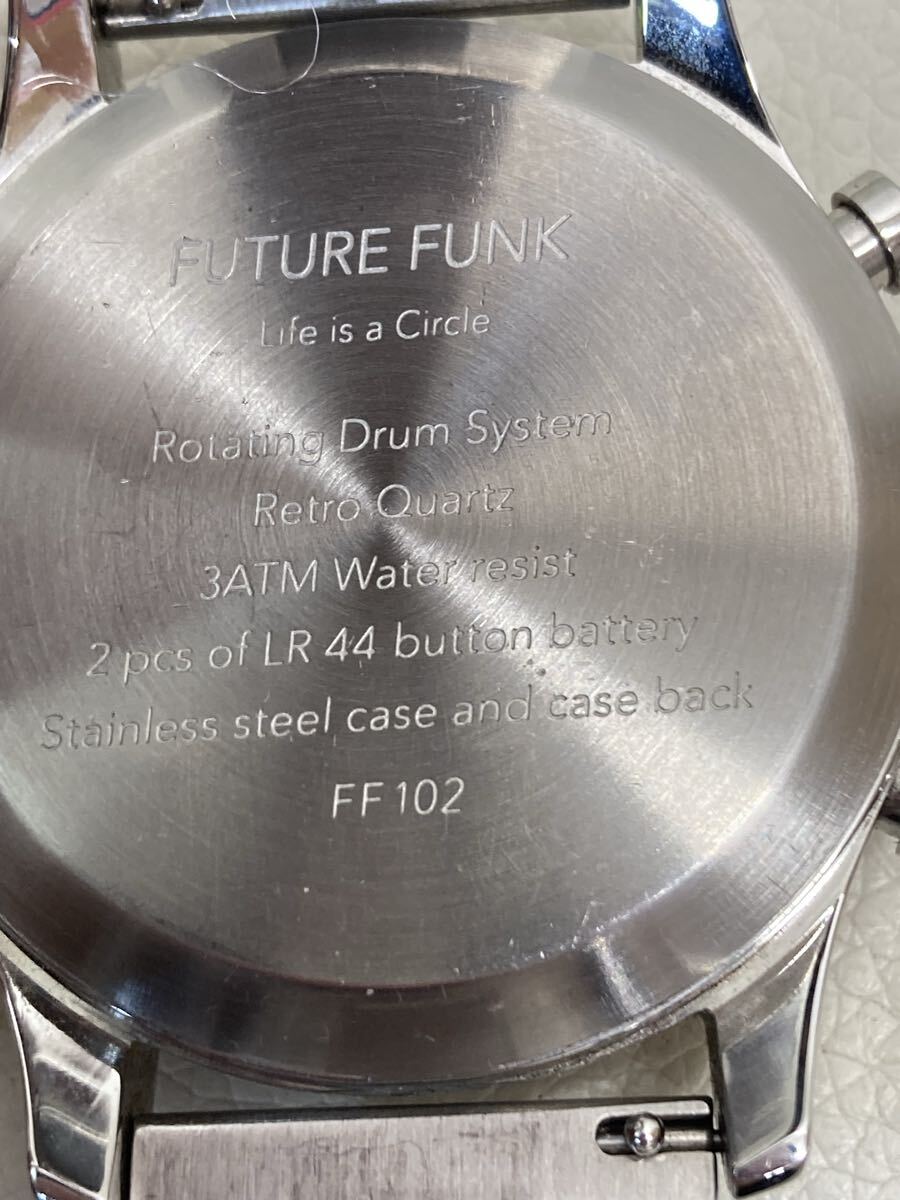 FUTURE FUNK
Life is a Circle
Rotating Drum System
Retro Quartz
3ATM Water resist
2 pcs of LR 44 button battery
Stainless steel case and case back
FF102